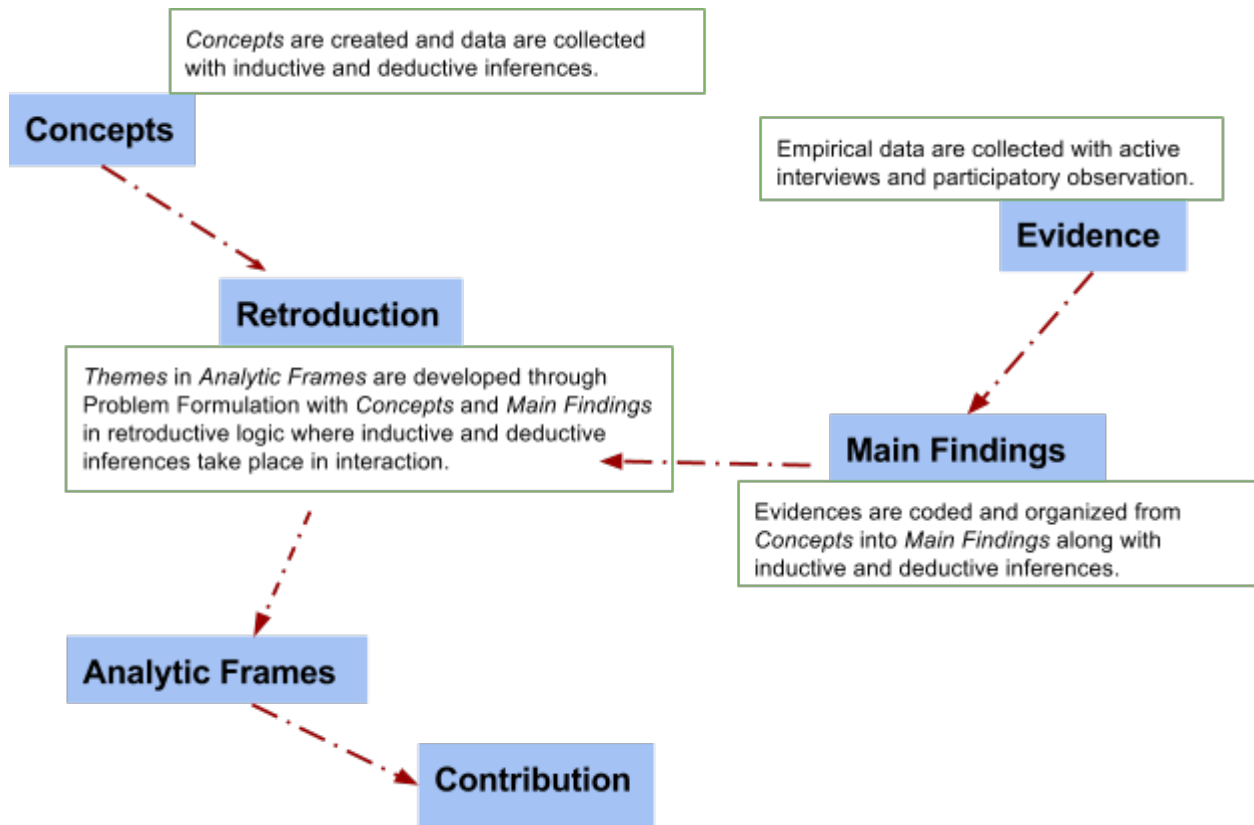 Concepts are created and data are collected
with inductive and deductive inferences.
Concepts
Empirical data are collected with active
interviews and participatory observation.
Evidence
Retroduction
Themes in Analytic Frames are developed through
Problem Formulation with Concepts and Main Findings
in retroductive logic where inductive and deductive
inferences take place in interaction.
Main Findings
Evidences are coded and organized from
Concepts into Main Findings along with
inductive and deductive inferences.
Analytic Frames
Contribution